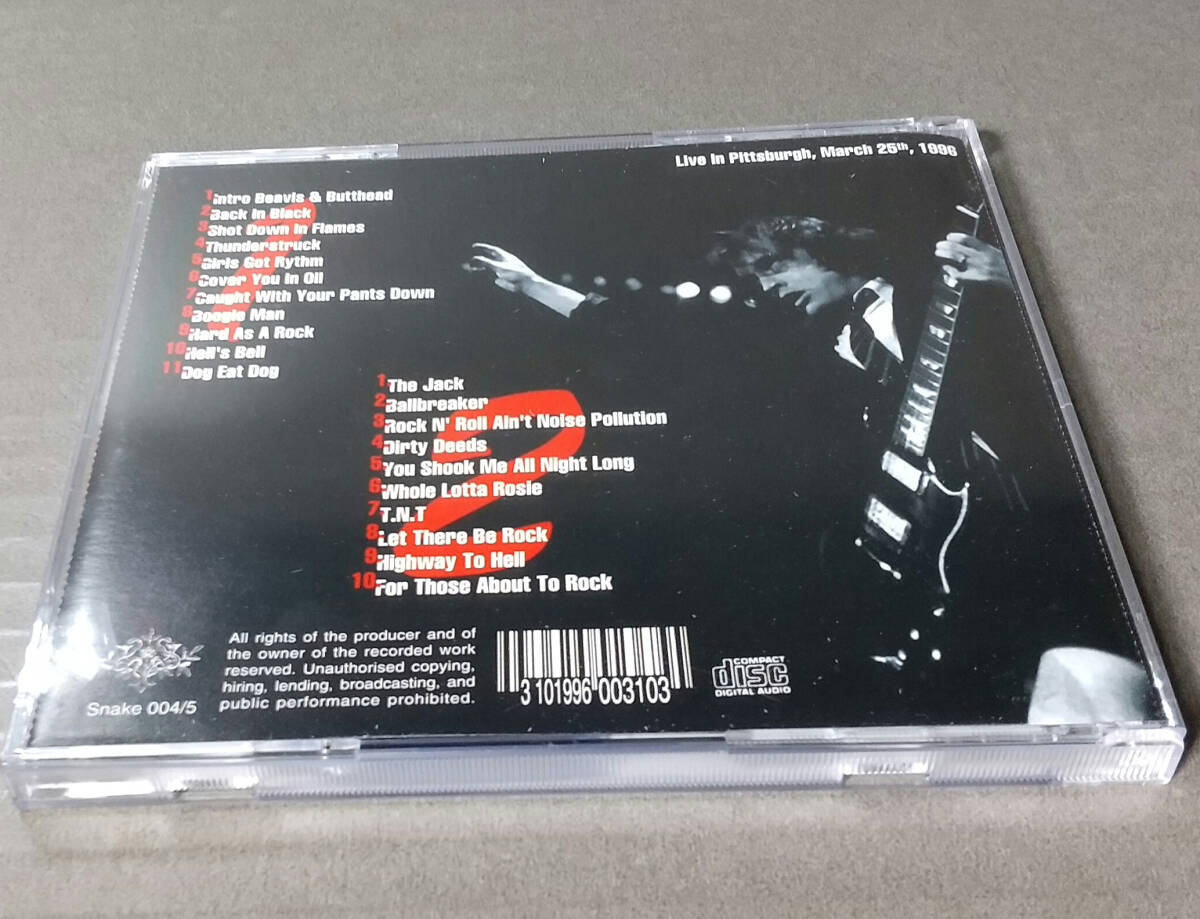 Live In Pittsburgh, March 25th, 1996
1 Intro Beavis & Butthead
2 Back In Black
3 Shot Down In Flames
4 Thunderstruck
5 Girls Got Rythm
6 Cover You in Oil
7 Caught With Your Pants Down
8 Boogie Man
9 Hard As A Rock
10 Hell's Bell
11 Dog Eat Dog
1
1 The Jack
2 Ballbreaker
3 Rock N' Roll Ain't Noise Pollution
4 Dirty Deeds
5 You Shook Me All Night Long
6 Whole Lotta Rosie
7 T.N.T
8 Let There Be Rock
9 Highway To Hell
10 For Those About To Rock
2
Snake 004/5
All rights of the producer and of
the owner of the recorded work
reserved. Unauthorised copying,
hiring, lending, broadcasting, and
public performance prohibited.
3 101996 003103
COMPACT
disc
DIGITAL AUDIO